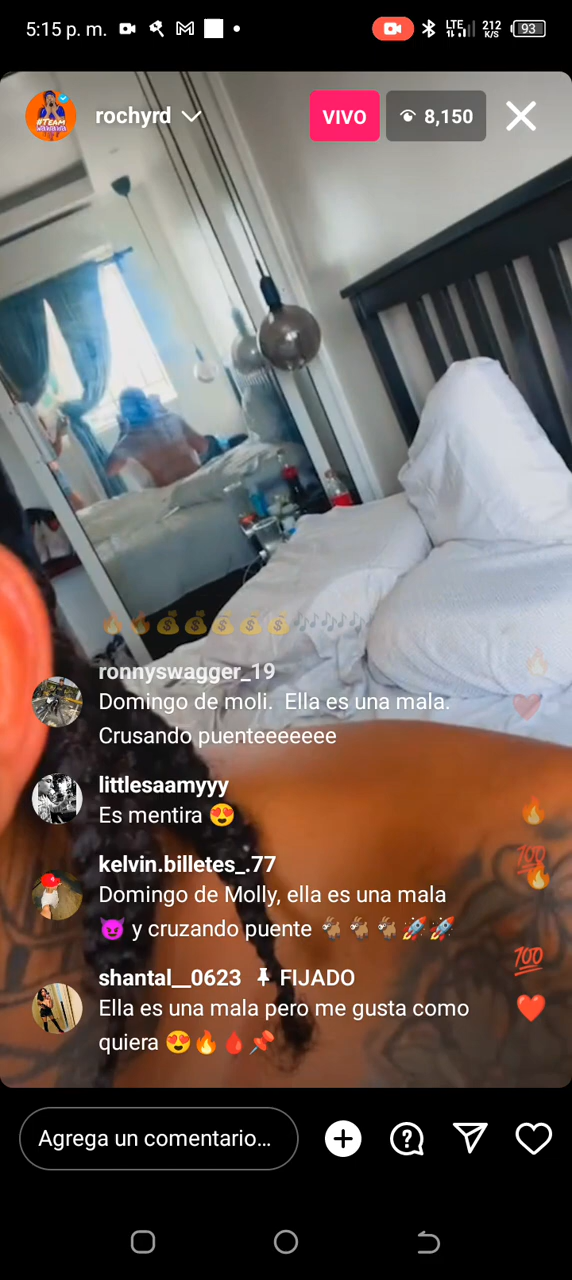 5:15 p. m.
LTE
212
K/S
93
#TEAM
rochyrd
VIVO
8,150
🔥🔥💰💰💰💰💰🎶🎶🎶
ronnyswagger_19
Domingo de moli. Ella es una mala.
Crusando puenteeeeeee
littlesaamyyy
Es mentira 😍
kelvin.billetes_.77
Domingo de Molly, ella es una mala
😈 y cruzando puente 🐐🐐🐐🚀🚀
shantal__0623 📌 FIJADO
Ella es una mala pero me gusta como
quiera 😍🔥🩸📌
Agrega un comentario...